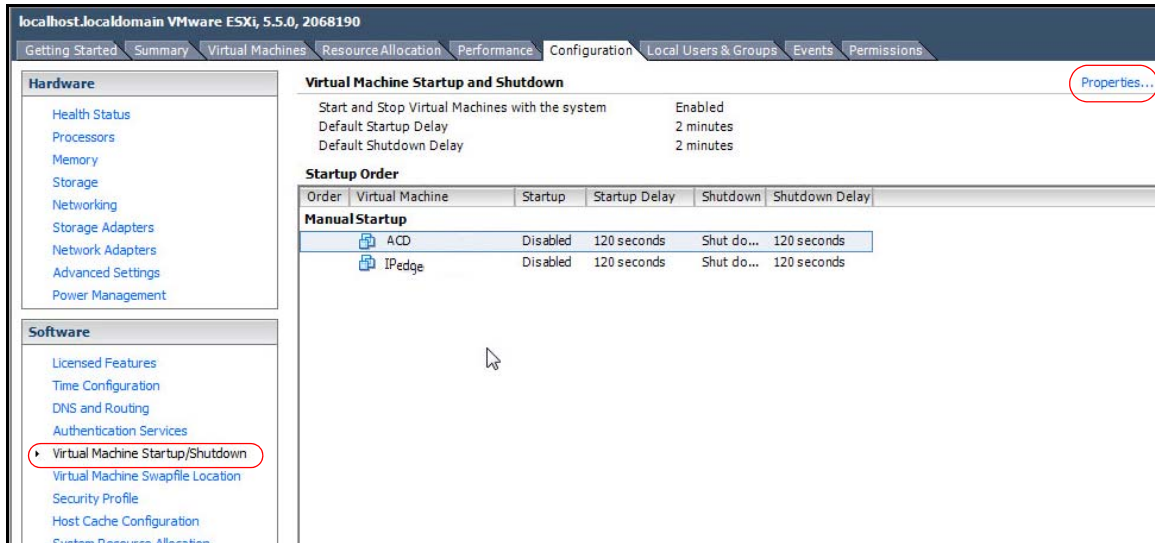 localhost.localdomain VMware ESXi, 5.5.0, 2068190
Getting Started Summary Virtual Machines Resource Allocation Performance Configuration Local Users & Groups Events Permissions
Hardware
Health Status
Processors
Memory
Storage
Networking
Storage Adapters
Network Adapters
Advanced Settings
Power Management
Software
Licensed Features
Time Configuration
DNS and Routing
Authentication Services
Virtual Machine Startup/Shutdown
Virtual Machine Swapfile Location
Security Profile
Host Cache Configuration
System Resource Allocation
Virtual Machine Startup and Shutdown
Properties...
Start and Stop Virtual Machines with the system Enabled
Default Startup Delay 2 minutes
Default Shutdown Delay 2 minutes
Startup Order
Order Virtual Machine Startup Startup Delay Shutdown Shutdown Delay
Manual Startup
ACD Disabled 120 seconds Shut do... 120 seconds
IPedge Disabled 120 seconds Shut do... 120 seconds